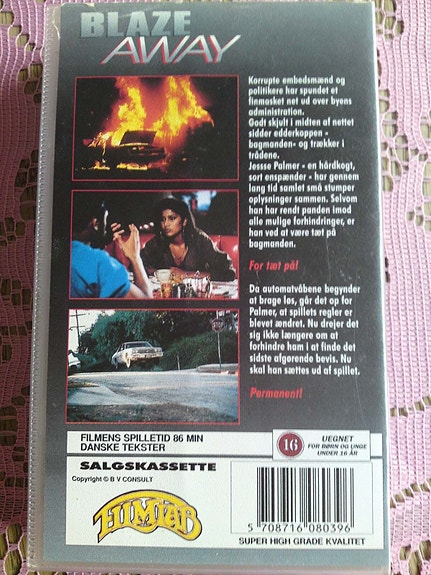 BLAZE
AWAY
Korrupte embedsmænd og
politikere har spundet et
finmasket net ud over byens
administration.
Godt skjult i midten af nettet
sidder edderkoppen -
bagmanden - og trækker i
trådene.
Jesse Palmer - en hårdkogt,
sort enspænder - har gennem
lang tid samlet små stumper
oplysninger sammen. Selvom
han har rendt panden imod
alle mulige forhindringer, er
han ved at være tæt på
bagmanden.
For tæt på!
Da automatvåbene begynder
at brage løs, går det op for
Palmer, at spillets regler er
blevet ændret. Nu drejer det
sig ikke længere om at
forhindre ham i at finde det
sidste afgørende bevis. Nu
skal han sættes ud af spillet.
Permanent!
FILMENS SPILLETID 86 MIN
DANSKE TEKSTER
16
UEGNET
FOR BØRN OG UNGE
UNDER 16 ÅR
SALGSKASSETTE
Copyright © B V CONSULT
FILMLAB
5 708716 080396
SUPER HIGH GRADE KVALITET